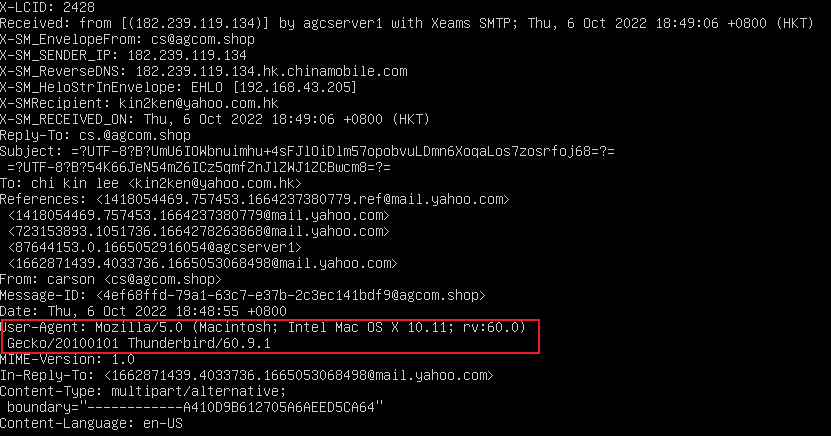 X-LCID: 2428
Received: from [(182.239.119.134)] by agcserver1 with Xeams SMTP; Thu, 6 Oct 2022 18:49:06 +0800 (HKT)
X-SM_EnvelopeFrom: cs@agcom.shop
X-SM_SENDER_IP: 182.239.119.134
X-SM_ReverseDNS: 182.239.119.134.hk.chinamobile.com
X-SM_HeloStrInEnvelope: EHLO [192.168.43.205]
X-SMRecipient: kin2ken@yahoo.com.hk
X-SM_RECEIVED_ON: Thu, 6 Oct 2022 18:49:06 +0800 (HKT)
Reply-To: cs.@agcom.shop
Subject: =?UTF-8?B?UmU6IOWbnuimhu+4sFJlOiDlm57opobvuLDmn6XoqaLos7zosrfoj68=?=
 =?UTF-8?B?54K66JeN54mZ6ICz5qmfZnJlZWJ1ZCBwcm8=?=
To: chi kin lee <kin2ken@yahoo.com.hk>
References: <1418054469.757453.1664237380779.ref@mail.yahoo.com>
 <1418054469.757453.1664237380779@mail.yahoo.com>
 <723153893.1051736.1664278263868@mail.yahoo.com>
 <87644153.0.1665052916054@agcserver1>
 <1662871439.4033736.1665053068498@mail.yahoo.com>
From: carson <cs@agcom.shop>
Message-ID: <4ef68ffd-79a1-63c7-e37b-2c3ec141bdf9@agcom.shop>
Date: Thu, 6 Oct 2022 18:48:55 +0800
User-Agent: Mozilla/5.0 (Macintosh; Intel Mac OS X 10.11; rv:60.0)
 Gecko/20100101 Thunderbird/60.9.1
MIME-Version: 1.0
In-Reply-To: <1662871439.4033736.1665053068498@mail.yahoo.com>
Content-Type: multipart/alternative;
 boundary="------------A410D9B612705A6AEED5CA64"
Content-Language: en-US